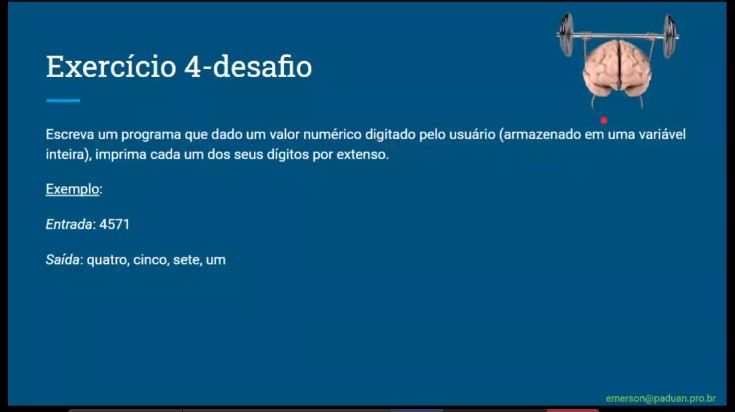 Exercício 4-desafio
Escreva um programa que dado um valor numérico digitado pelo usuário (armazenado em uma variável
inteira), imprima cada um dos seus dígitos por extenso.
Exemplo:
Entrada: 4571
Saída: quatro, cinco, sete, um
emerson@paduan.pro.br